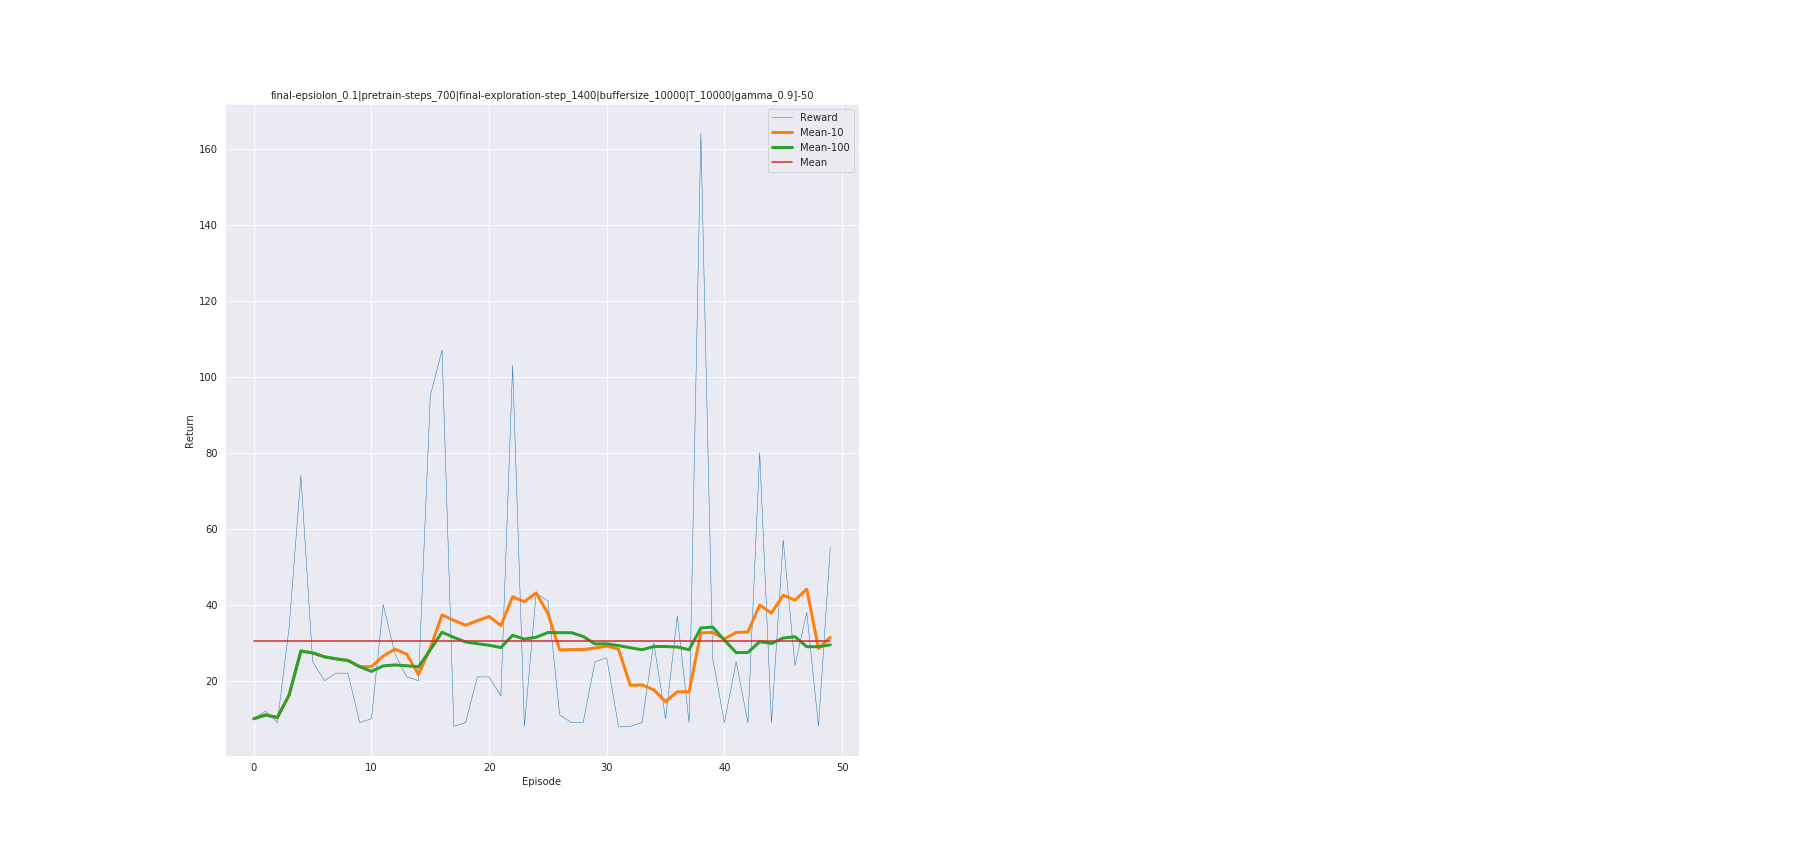 final-epsiolon_0.1|pretrain-steps_700|final-exploration-step_1400|buffersize_10000|T_10000|gamma_0.9]-50
Reward
Mean-10
Mean-100
Mean
160
140
120
100
80
60
40
20
Return
0 10 20 30 40 50
Episode